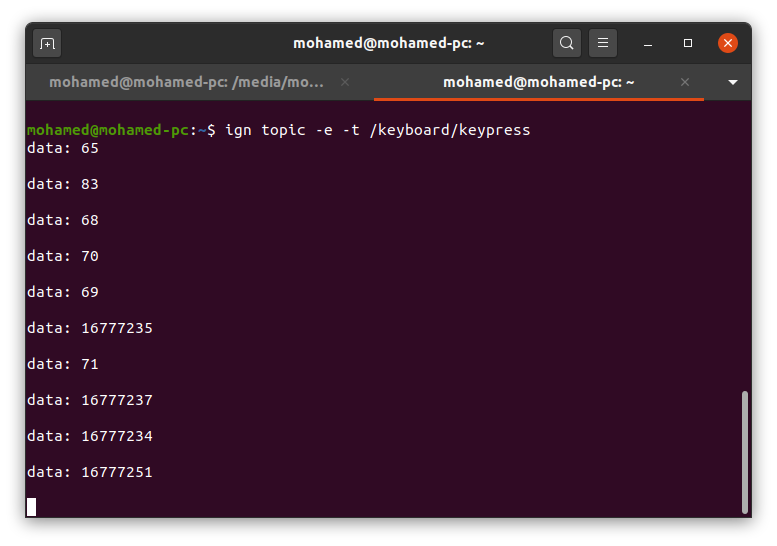 mohamed@mohamed-pc: ~
mohamed@mohamed-pc: /media/mo...
mohamed@mohamed-pc: ~
mohamed@mohamed-pc:~$ ign topic -e -t /keyboard/keypress
data: 65
data: 83
data: 68
data: 70
data: 69
data: 16777235
data: 71
data: 16777237
data: 16777234
data: 16777251